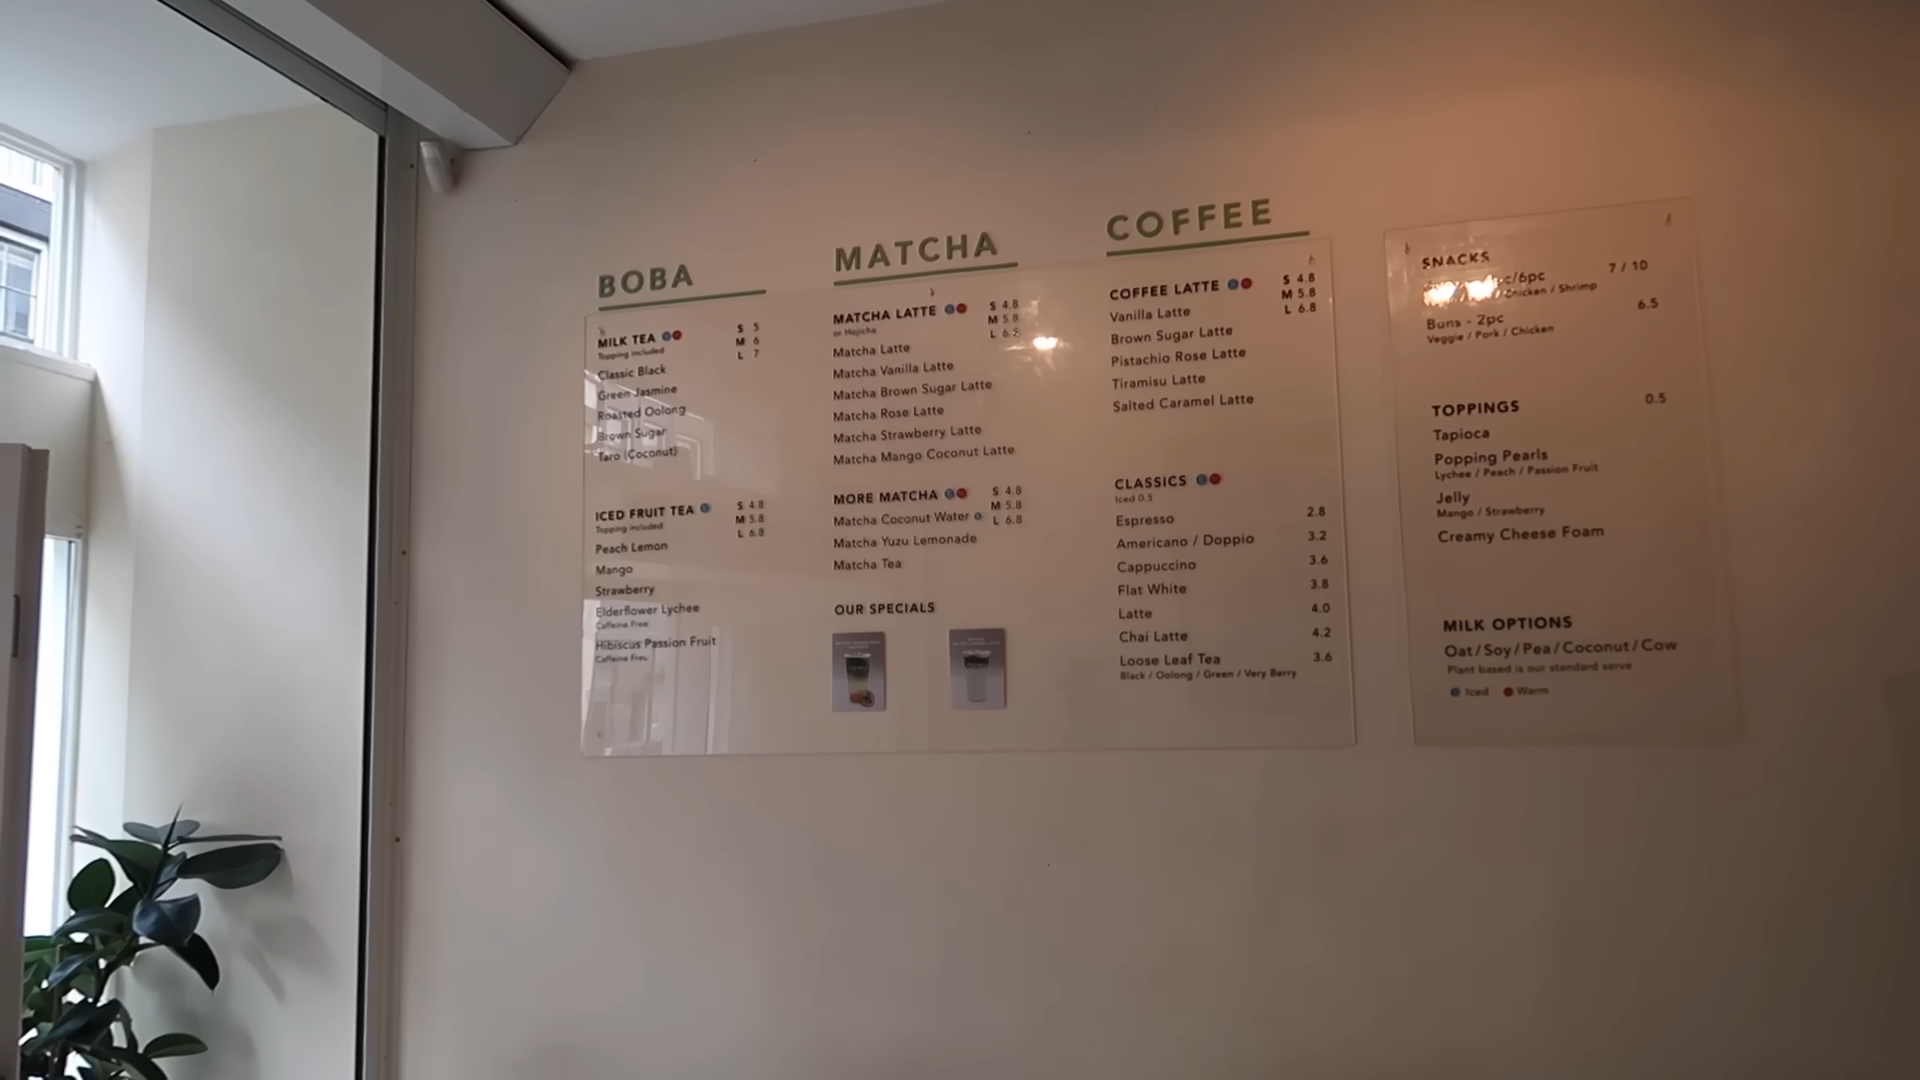 BOBA
MILK TEA
Topping included
S 5
M 6
L 7
Classic Black
Green Jasmine
Roasted Oolong
Brown Sugar
Taro (Coconut)
ICED FRUIT TEA
Topping included
S 4.8
M 5.8
L 6.8
Peach Lemon
Mango
Strawberry
Elderflower Lychee
Caffeine Free
Hibiscus Passion Fruit
Caffeine Free
MATCHA
MATCHA LATTE
or Hojicha
S 4.8
M 5.8
L 6.8
Matcha Latte
Matcha Vanilla Latte
Matcha Brown Sugar Latte
Matcha Rose Latte
Matcha Strawberry Latte
Matcha Mango Coconut Latte
MORE MATCHA
S 4.8
M 5.8
L 6.8
Matcha Coconut Water
Matcha Yuzu Lemonade
Matcha Tea
OUR SPECIALS
COFFEE
COFFEE LATTE
S 4.8
M 5.8
L 6.8
Vanilla Latte
Brown Sugar Latte
Pistachio Rose Latte
Tiramisu Latte
Salted Caramel Latte
CLASSICS
Iced 0.5
Espresso 2.8
Americano / Doppio 3.2
Cappuccino 3.6
Flat White 3.8
Latte 4.0
Chai Latte 4.2
Loose Leaf Tea 3.6
Black / Oolong / Green / Very Berry
SNACKS
/6pc 7 / 10
/ Chicken / Shrimp
Buns - 2pc 6.5
Veggie / Pork / Chicken
TOPPINGS 0.5
Tapioca
Popping Pearls
Lychee / Peach / Passion Fruit
Jelly
Mango / Strawberry
Creamy Cheese Foam
MILK OPTIONS
Oat / Soy / Pea / Coconut / Cow
Plant based is our standard serve
Iced Warm